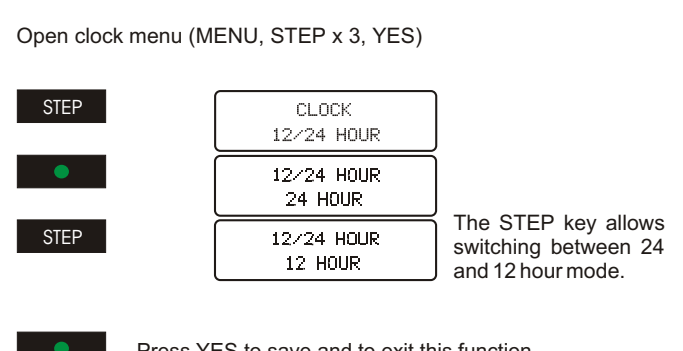 Open clock menu (MENU, STEP x 3, YES)
STEP
CLOCK
12/24 HOUR
12/24 HOUR
24 HOUR
STEP
12/24 HOUR
12 HOUR
The STEP key allows
switching between 24
and 12 hour mode.
Press YES to save and to exit this function